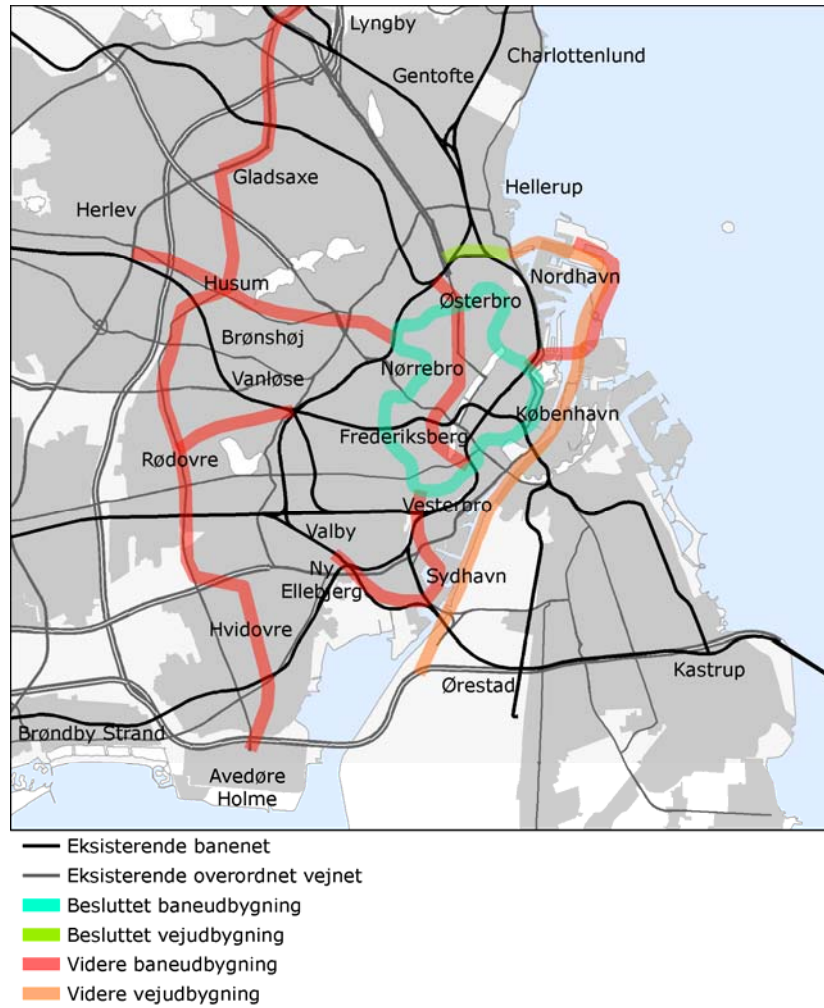 Lyngby
Charlottenlund
Gentofte
Gladsaxe
Hellerup
Herlev
Nordhavn
Husum
Østerbro
Brønshøj
Nørrebro
Vanløse
København
Frederiksberg
Rødovre
Vesterbro
Valby
Ny
Ellebjerg
Sydhavn
Hvidovre
Kastrup
Ørestad
Brøndby Strand
Avedøre
Holme
Eksisterende banenet
Eksisterende overordnet vejnet
Besluttet baneudbygning
Besluttet vejudbygning
Videre baneudbygning
Videre vejudbygning